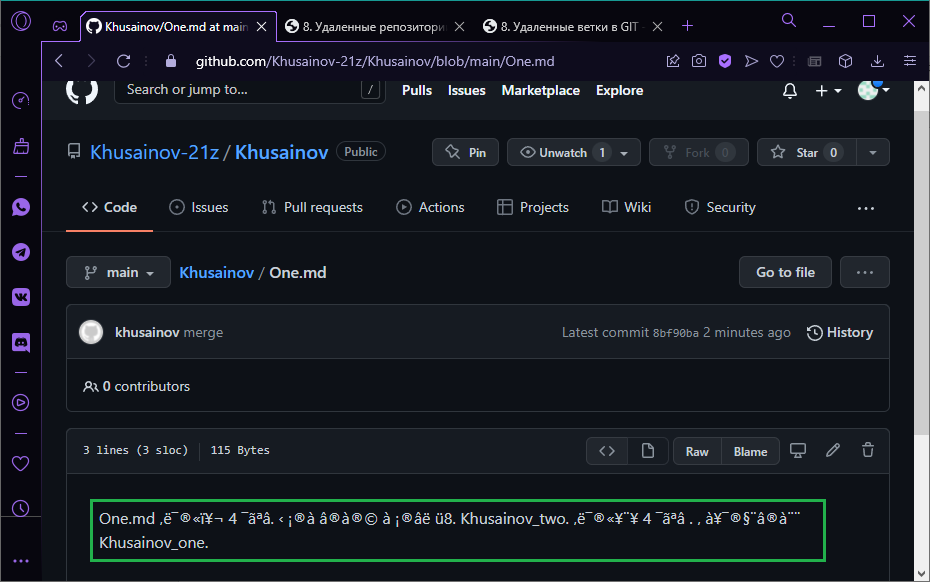 Khusainov/One.md at main
8. Удаленные репозитори
8. Удаленные ветки в GIT -
github.com/Khusainov-21z/Khusainov/blob/main/One.md
Search or jump to... /
Pulls Issues Marketplace Explore
Khusainov-21z / Khusainov Public
Pin Unwatch 1 Fork 0 Star 0
Code Issues Pull requests Actions Projects Wiki Security ...
main Khusainov / One.md Go to file ...
khusainov merge Latest commit 8bf90ba 2 minutes ago History
0 contributors
3 lines (3 sloc) 115 Bytes Raw Blame
One.md ‚ë¯®«ï¥¬ 4 ¯ãªâ. ‹ ¡®à â®à®© à ¡®âë ü8. Khusainov_two. ‚ë¯®«¥¨¥ 4 ¯ãªâ . ‚ à¥¯®§¨â®à¨¨
Khusainov_one.